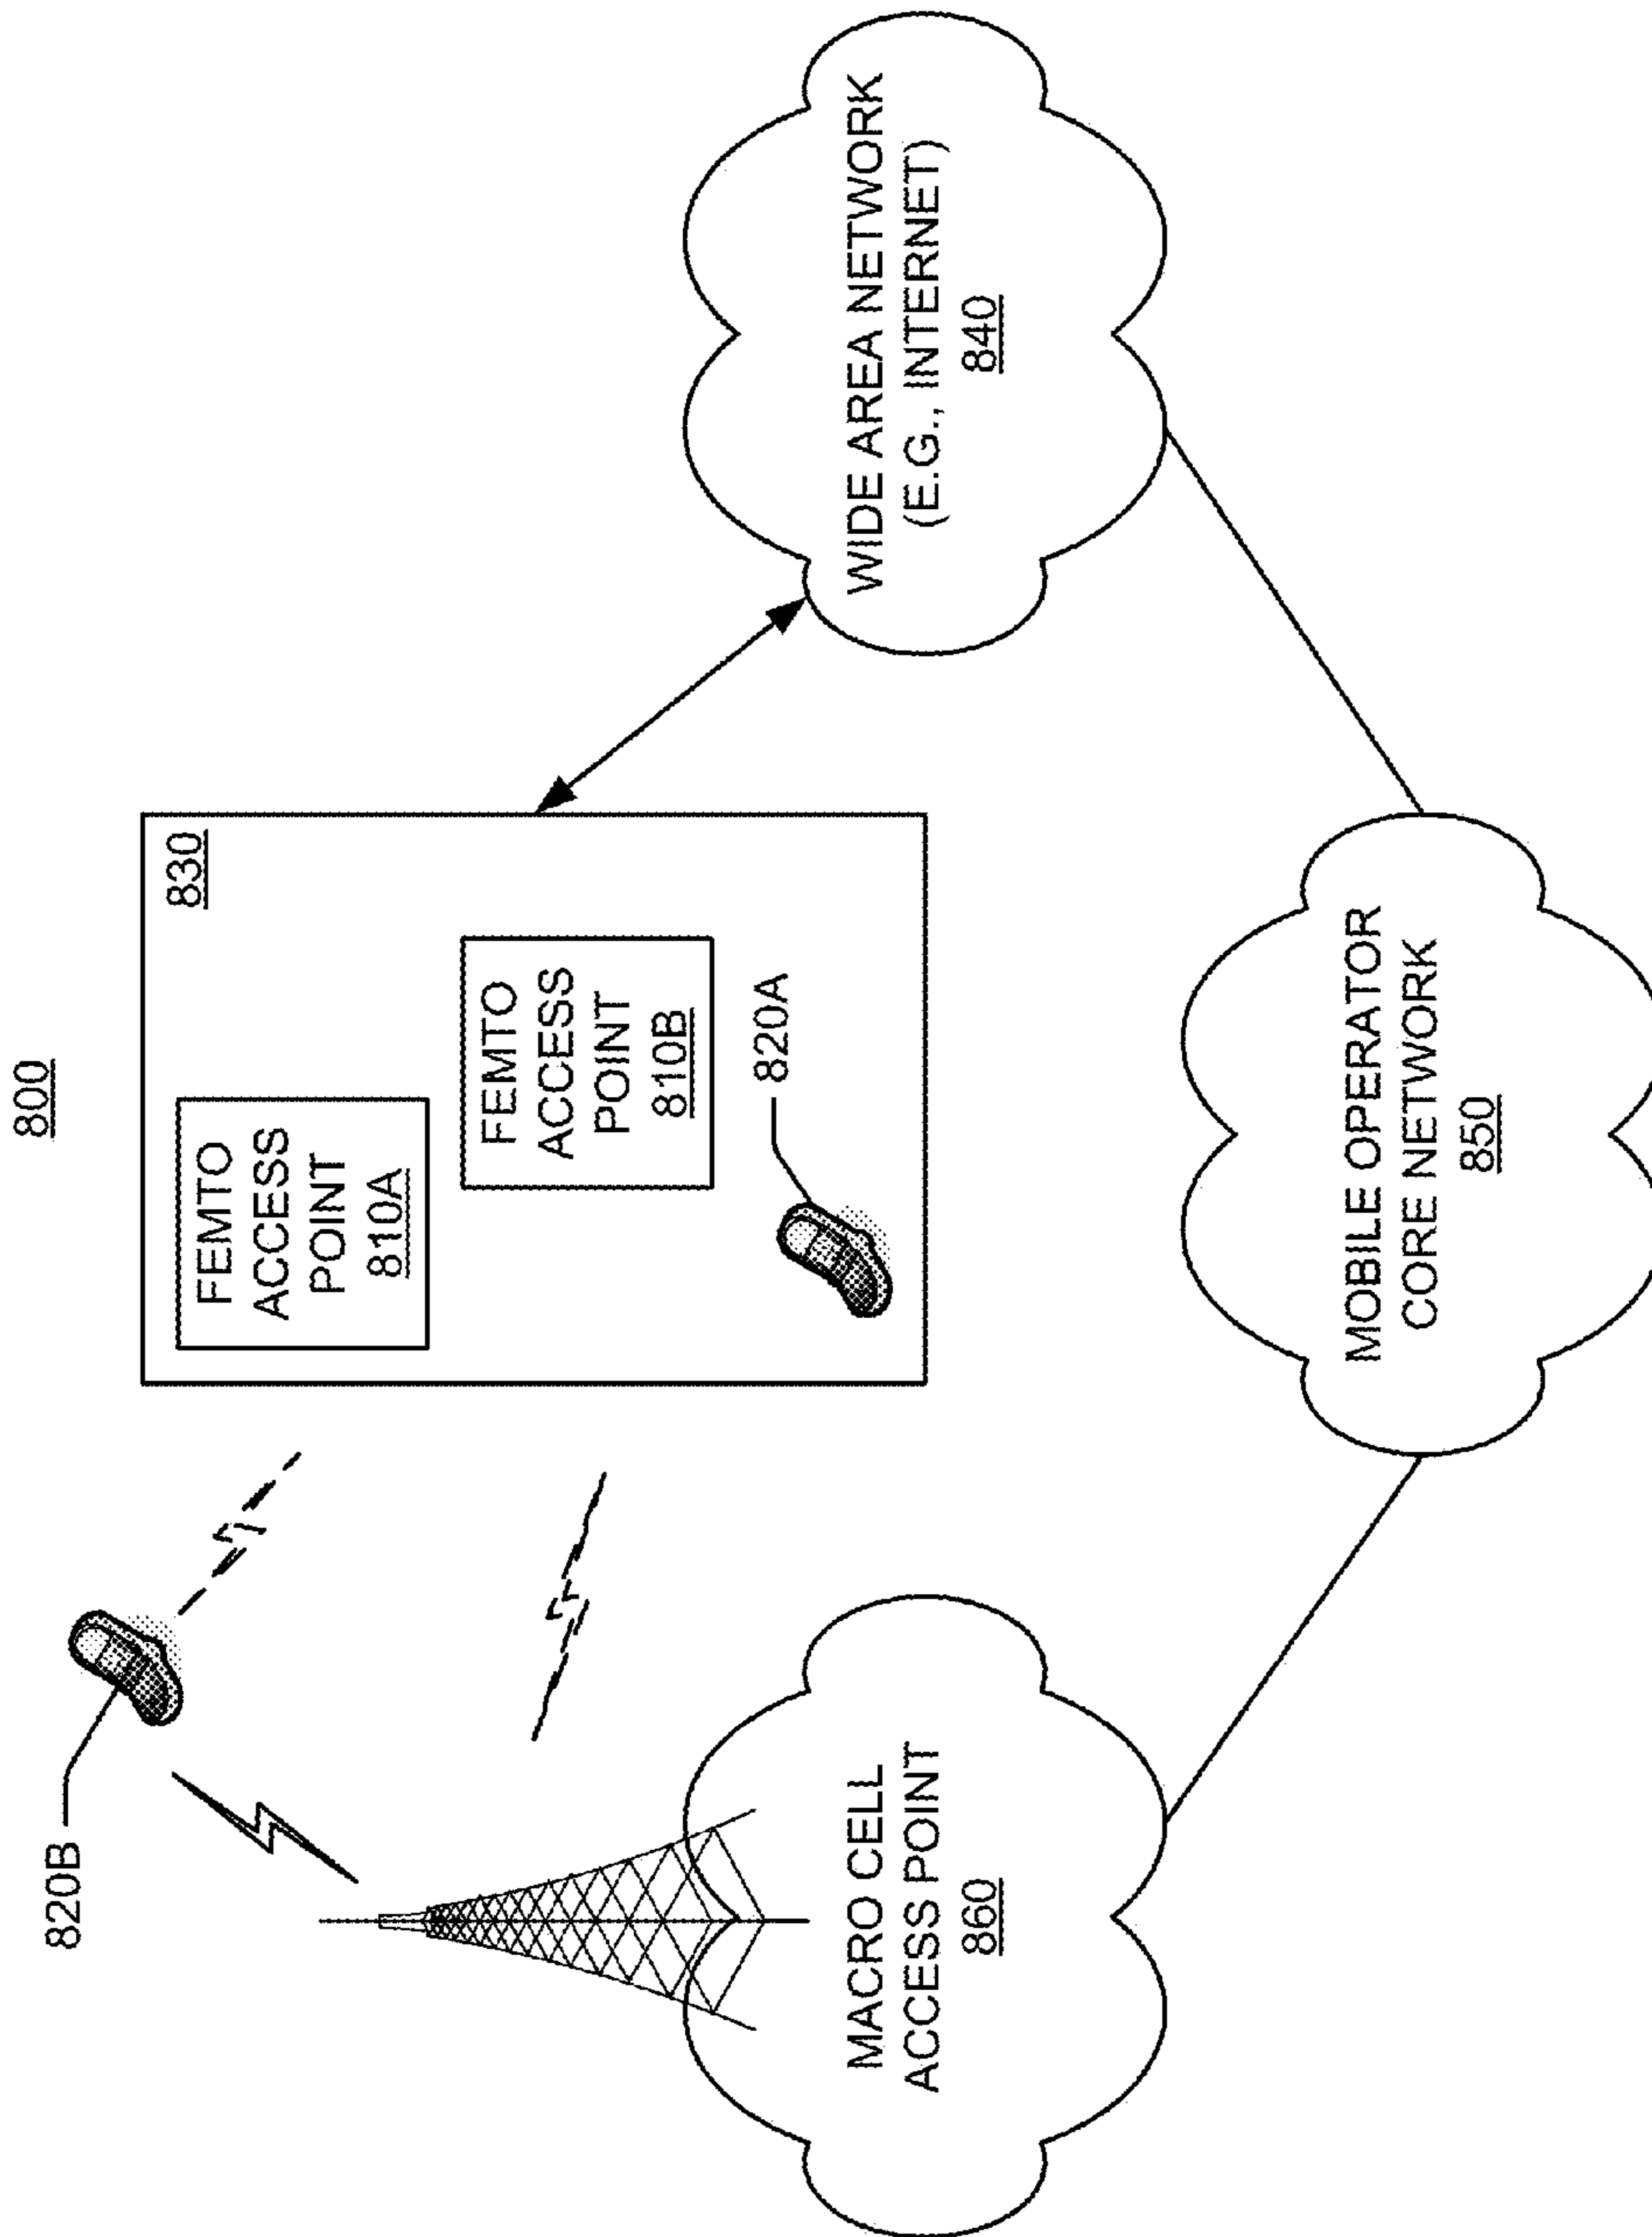 800
820B
FEMTO
ACCESS
POINT
810A
830
FEMTO
ACCESS
POINT
810B
820A
MACRO CELL
ACCESS POINT
860
WIDE AREA NETWORK
(E.G., INTERNET)
840
MOBILE OPERATOR
CORE NETWORK
850